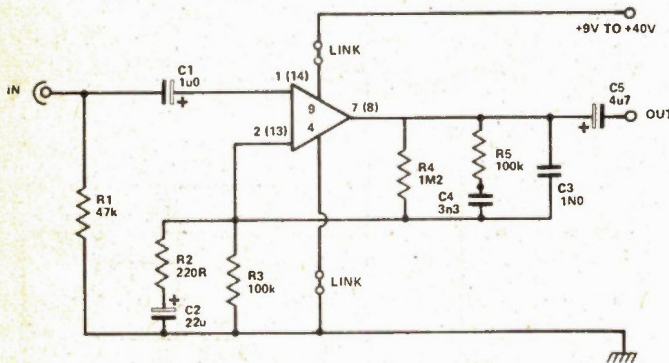 +9V TO +40V
LINK
C1
1u0
iN
1 (14)
9
7 (8)
C5
4u7
OUT
4
2 (13)
R4
1M2
R5
100k
C4
3n3
C3
1N0
R1
47k
R2
220R
R3
100k
LINK
C2
22u